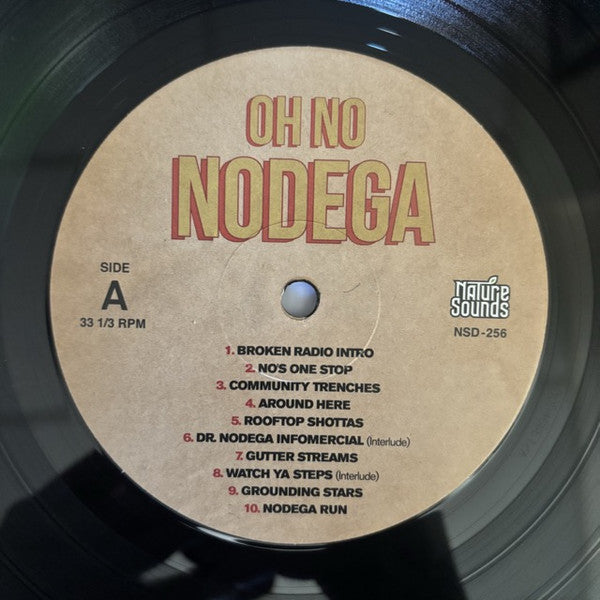 OH NO
NODEGA
SIDE
A
33 1/3 RPM
NATURE
SOUNDS
NSD-256
1. BROKEN RADIO INTRO
2. NO'S ONE STOP
3. COMMUNITY TRENCHES
4. AROUND HERE
5. ROOFTOP SHOTTAS
6. DR. NODEGA INFOMERCIAL (Interlude)
7. GUTTER STREAMS
8. WATCH YA STEPS (Interlude)
9. GROUNDING STARS
10. NODEGA RUN